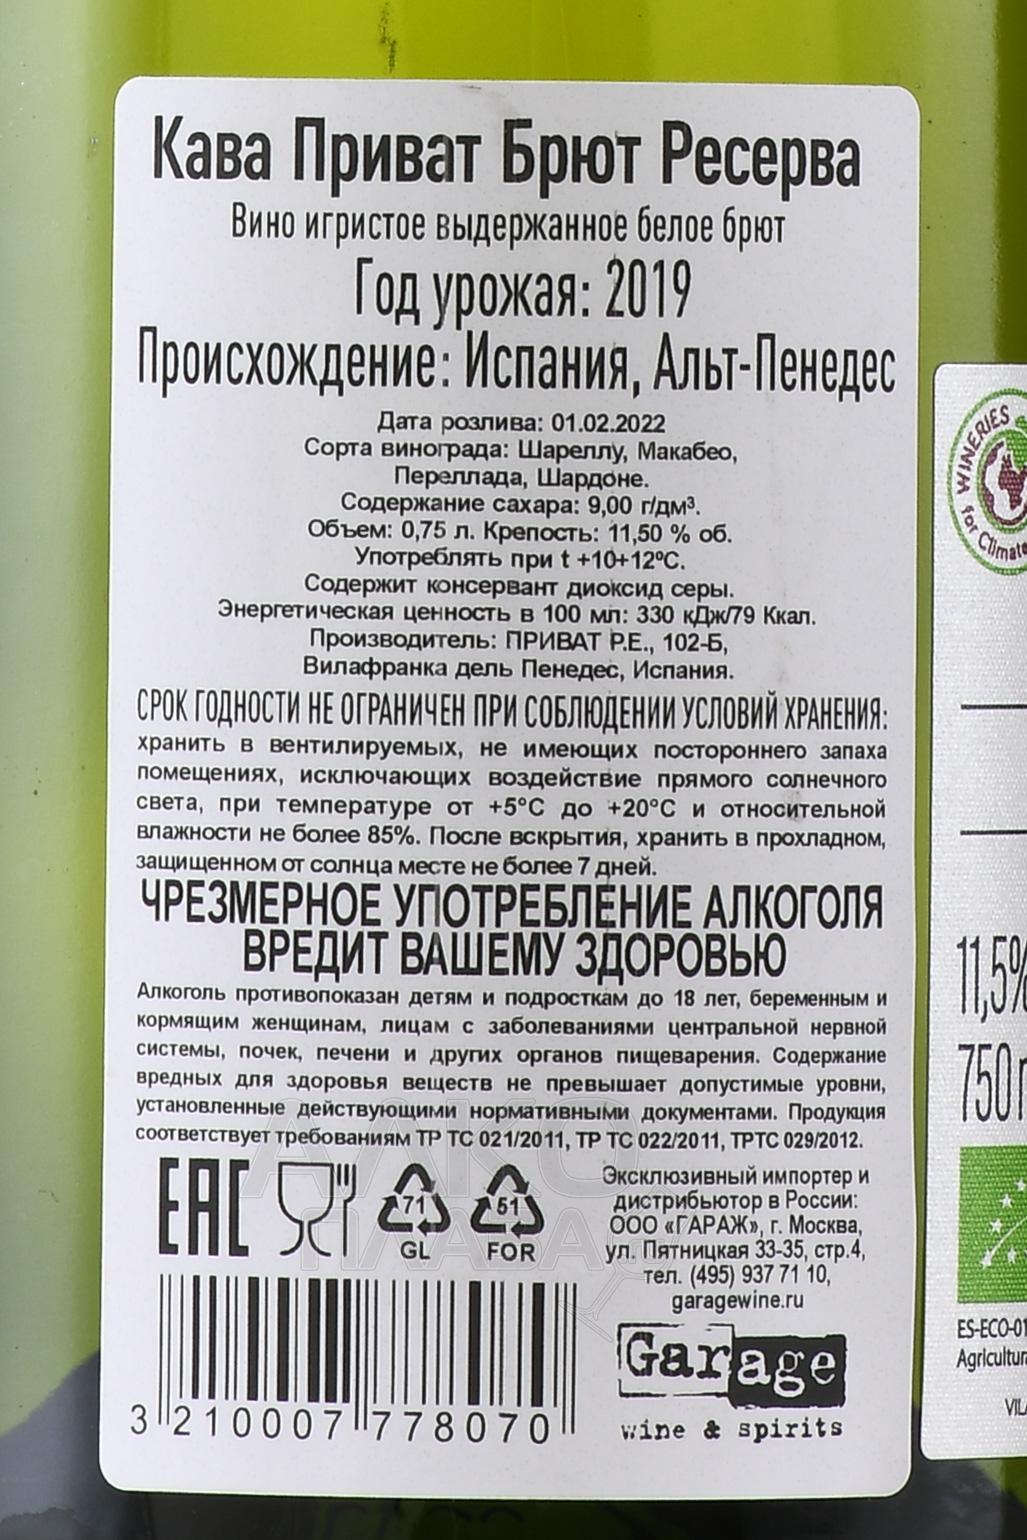 Кава Приват Брют Ресерва
Вино игристое выдержанное белое брют
Год урожая: 2019
Происхождение: Испания, Альт-Пенедес
Дата розлива: 01.02.2022
Сорта винограда: Шареллу, Макабео,
Переллада, Шардоне.
Содержание сахара: 9,00 г/дм³.
Объем: 0,75 л. Крепость: 11,50 % об.
Употреблять при t +10+12ºС.
Содержит консервант диоксид серы.
Энергетическая ценность в 100 мл: 330 кДж/79 Ккал.
Производитель: ПРИВАТ Р.Е., 102-Б,
Вилафранка дель Пенедес, Испания.
СРОК ГОДНОСТИ НЕ ОГРАНИЧЕН ПРИ СОБЛЮДЕНИИ УСЛОВИЙ ХРАНЕНИЯ:
хранить в вентилируемых, не имеющих постороннего запаха
помещениях, исключающих воздействие прямого солнечного
света, при температуре от +5°С до +20°С и относительной
влажности не более 85%. После вскрытия, хранить в прохладном,
защищенном от солнца месте не более 7 дней.
ЧРЕЗМЕРНОЕ УПОТРЕБЛЕНИЕ АЛКОГОЛЯ
ВРЕДИТ ВАШЕМУ ЗДОРОВЬЮ
Алкоголь противопоказан детям и подросткам до 18 лет, беременным и
кормящим женщинам, лицам с заболеваниями центральной нервной
системы, почек, печени и других органов пищеварения. Содержание
вредных для здоровья веществ не превышает допустимые уровни,
установленные действующими нормативными документами. Продукция
соответствует требованиям ТР ТС 021/2011, ТР ТС 022/2011, ТРТС 029/2012.
EAC
71
GL
51
FOR
Эксклюзивный импортер и
дистрибьютор в России:
ООО «ГАРАЖ», г. Москва,
ул. Пятницкая 33-35, стр.4,
тел. (495) 937 71 10,
garagewine.ru
Garage
wine & spirits
3 210007 778070
АЛКО
ПЛАЗА
WINERIES
for Climate
11,5%
750
ES-ECO-01
Agricultur
VIL